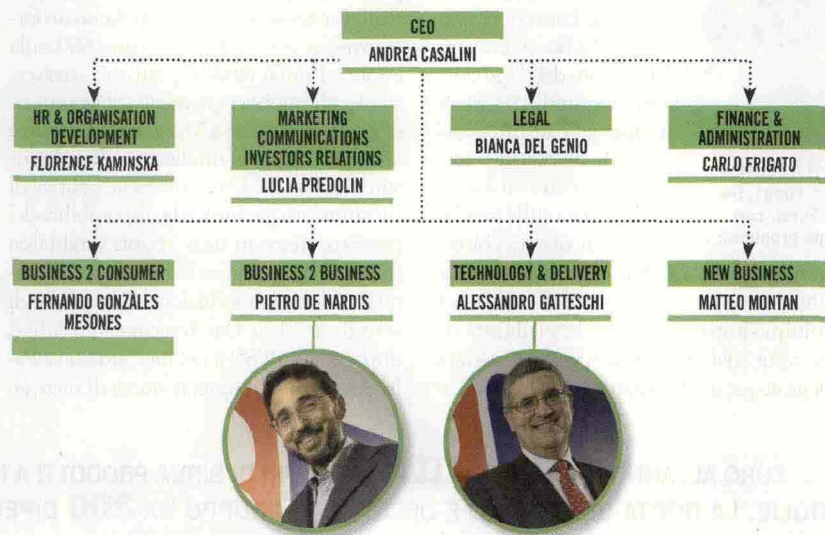 CEO
ANDREA CASALINI
HR & ORGANISATION
DEVELOPMENT
FLORENCE KAMINSKA
MARKETING
COMMUNICATIONS
INVESTORS RELATIONS
LUCIA PREDOLIN
LEGAL
BIANCA DEL GENIO
FINANCE &
ADMINISTRATION
CARLO FRIGATO
BUSINESS 2 CONSUMER
FERNANDO GONZÀLES
MESONES
BUSINESS 2 BUSINESS
PIETRO DE NARDIS
TECHNOLOGY & DELIVERY
ALESSANDRO GATTESCHI
NEW BUSINESS
MATTEO MONTAN